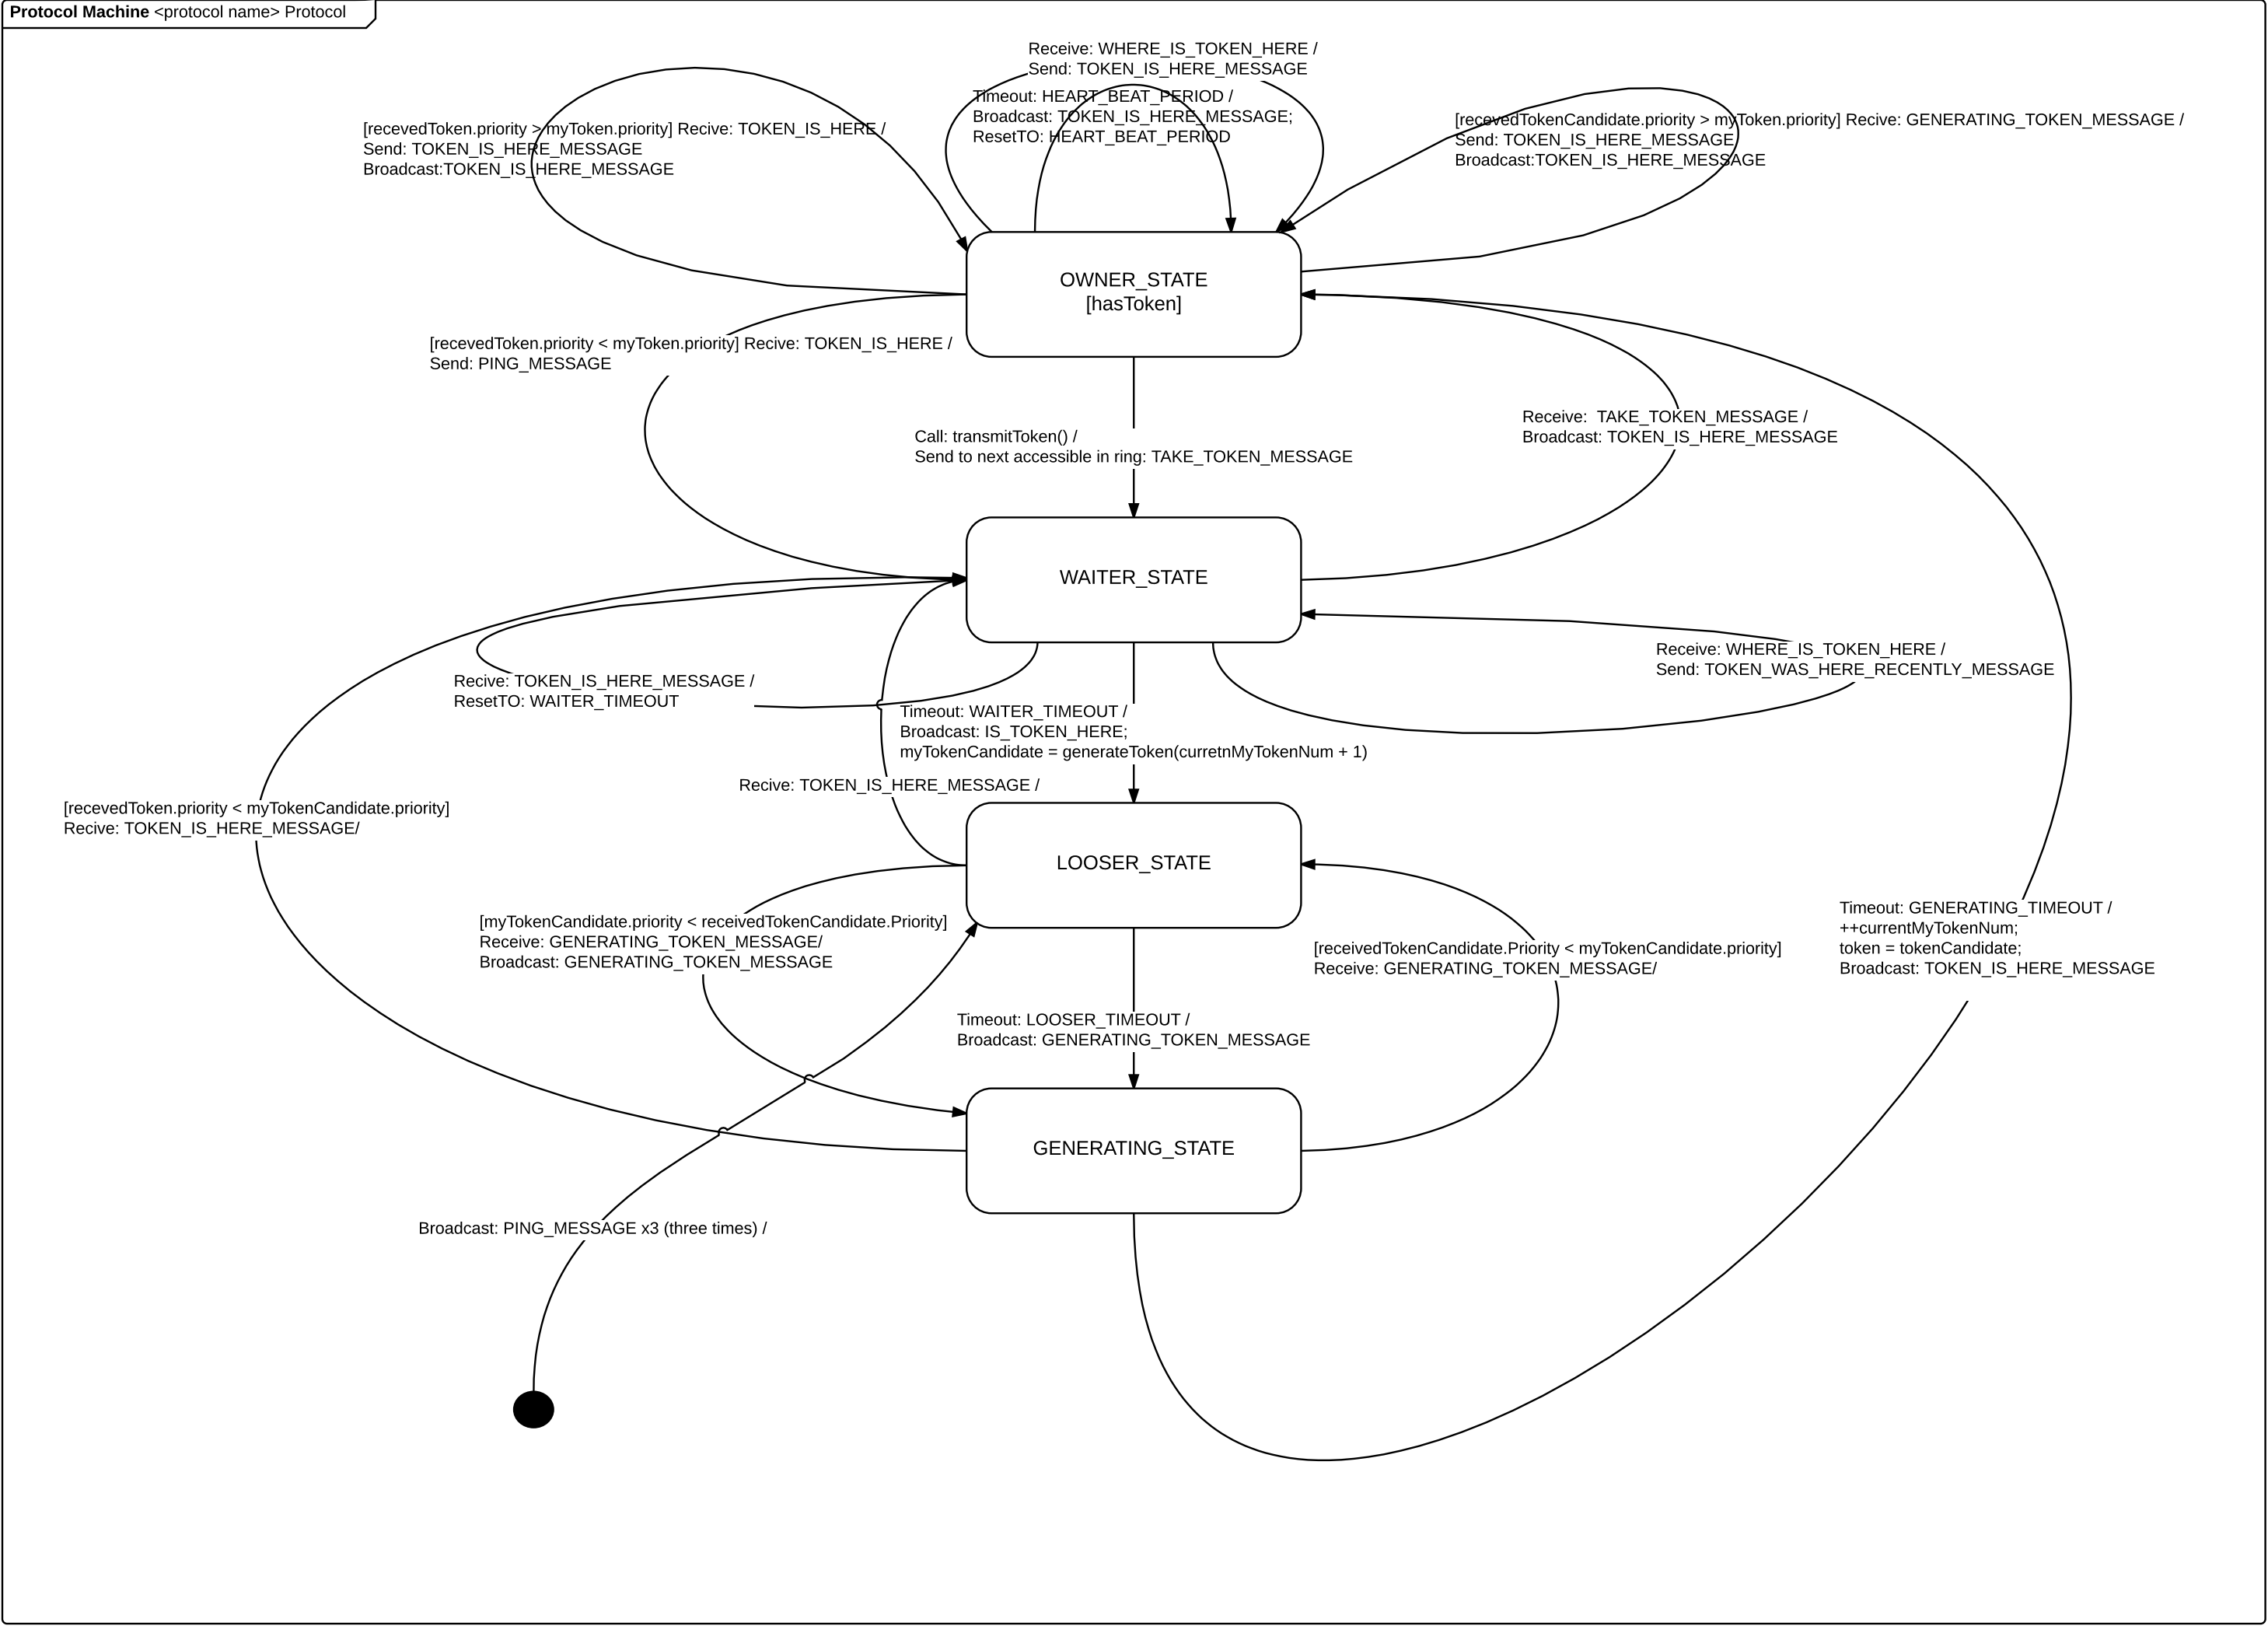 Protocol Machine <protocol name> Protocol
Receive: WHERE_IS_TOKEN_HERE /
Send: TOKEN_IS_HERE_MESSAGE
Timeout: HEART_BEAT_PERIOD /
Broadcast: TOKEN_IS_HERE_MESSAGE;
ResetTO: HEART_BEAT_PERIOD
[recevedToken.priority > myToken.priority] Recive: TOKEN_IS_HERE /
Send: TOKEN_IS_HERE_MESSAGE
Broadcast:TOKEN_IS_HERE_MESSAGE
[recevedTokenCandidate.priority > myToken.priority] Recive: GENERATING_TOKEN_MESSAGE /
Send: TOKEN_IS_HERE_MESSAGE
Broadcast:TOKEN_IS_HERE_MESSAGE
OWNER_STATE
[hasToken]
[recevedToken.priority < myToken.priority] Recive: TOKEN_IS_HERE /
Send: PING_MESSAGE
Call: transmitToken() /
Send to next accessible in ring: TAKE_TOKEN_MESSAGE
Receive:  TAKE_TOKEN_MESSAGE /
Broadcast: TOKEN_IS_HERE_MESSAGE
WAITER_STATE
Receive: WHERE_IS_TOKEN_HERE /
Send: TOKEN_WAS_HERE_RECENTLY_MESSAGE
Recive: TOKEN_IS_HERE_MESSAGE /
ResetTO: WAITER_TIMEOUT
Timeout: WAITER_TIMEOUT /
Broadcast: IS_TOKEN_HERE;
myTokenCandidate = generateToken(curretnMyTokenNum + 1)
Recive: TOKEN_IS_HERE_MESSAGE /
[recevedToken.priority < myTokenCandidate.priority]
Recive: TOKEN_IS_HERE_MESSAGE/
LOOSER_STATE
[myTokenCandidate.priority < receivedTokenCandidate.Priority]
Receive: GENERATING_TOKEN_MESSAGE/
Broadcast: GENERATING_TOKEN_MESSAGE
[receivedTokenCandidate.Priority < myTokenCandidate.priority]
Receive: GENERATING_TOKEN_MESSAGE/
Timeout: GENERATING_TIMEOUT /
++currentMyTokenNum;
token = tokenCandidate;
Broadcast: TOKEN_IS_HERE_MESSAGE
Timeout: LOOSER_TIMEOUT /
Broadcast: GENERATING_TOKEN_MESSAGE
GENERATING_STATE
Broadcast: PING_MESSAGE x3 (three times) /